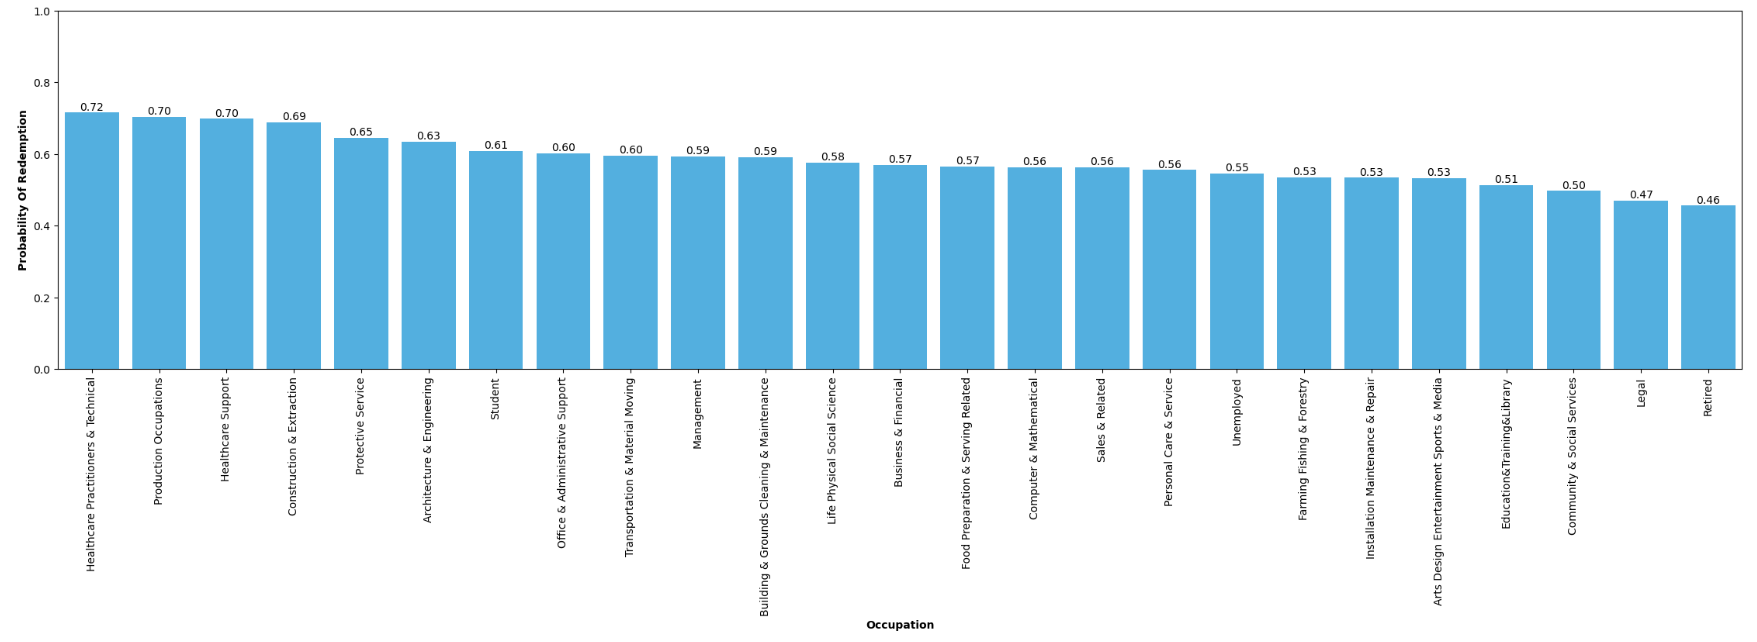 1.0
0.8
0.6
0.4
0.2
0.0
Probability Of Redemption
0.72
0.70
0.70
0.69
0.65
0.63
0.61
0.60
0.60
0.59
0.59
0.58
0.57
0.57
0.56
0.56
0.56
0.55
0.53
0.53
0.53
0.51
0.50
0.47
0.46
Healthcare Practitioners & Technical
Production Occupations
Healthcare Support
Construction & Extraction
Protective Service
Architecture & Engineering
Student
Office & Administrative Support
Transportation & Material Moving
Management
Building & Grounds Cleaning & Maintenance
Life Physical Social Science
Business & Financial
Food Preparation & Serving Related
Computer & Mathematical
Sales & Related
Personal Care & Service
Unemployed
Farming Fishing & Forestry
Installation Maintenance & Repair
Arts Design Entertainment Sports & Media
Education&Training&Library
Community & Social Services
Legal
Retired
Occupation